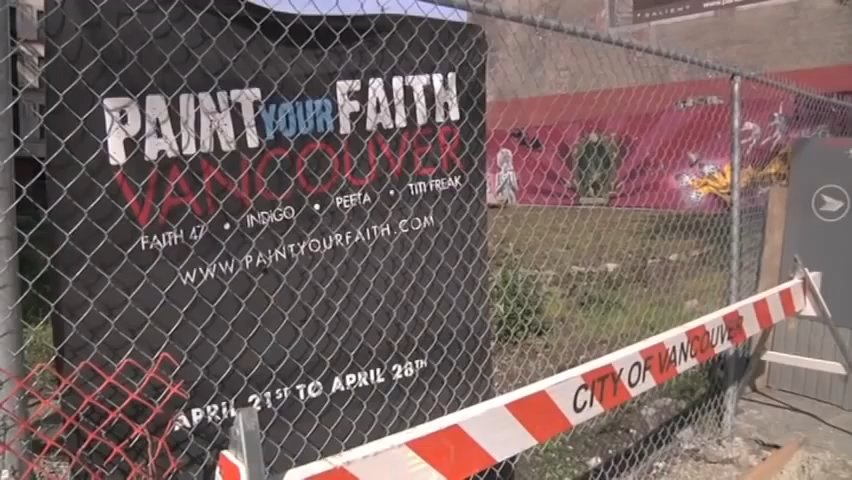 PAINT YOUR FAITH
VANCOUVER
FAITH 47 • INDIGO • PEETA • TITI FREAK
WWW.PAINTYOURFAITH.COM
APRIL 21ST TO APRIL 28TH
CITY OF VANCOUVER